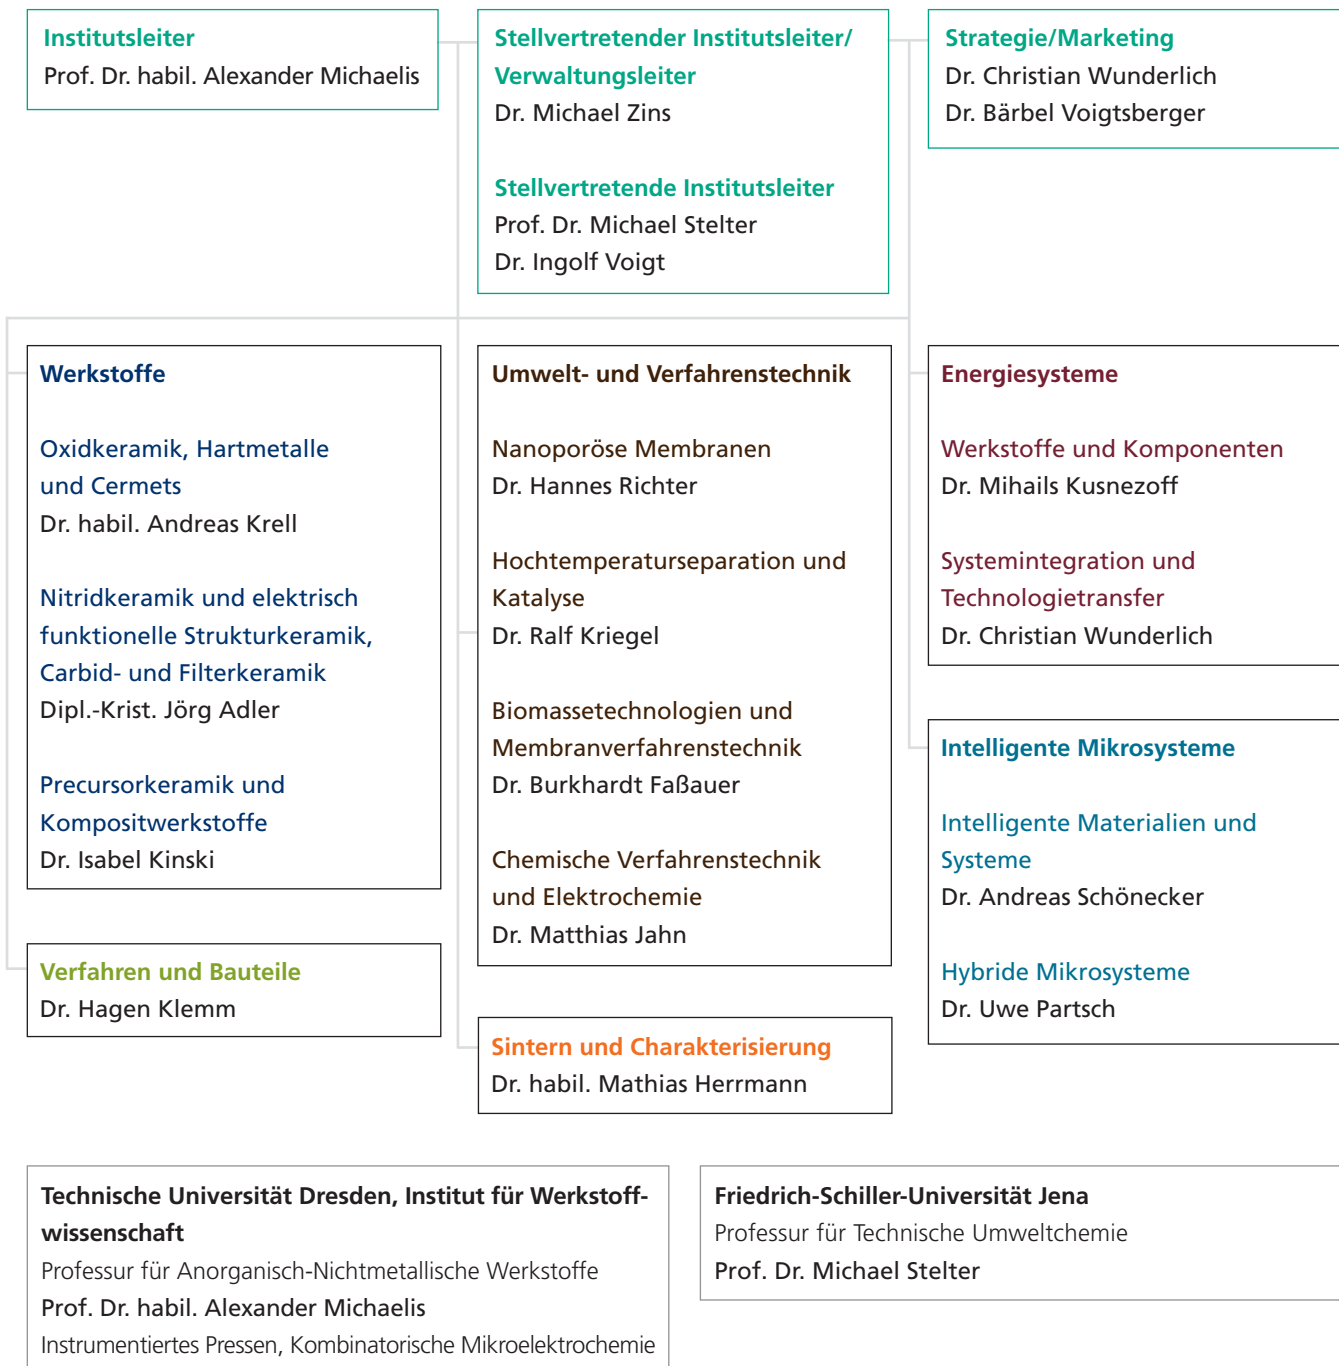 Institutsleiter
Prof. Dr. habil. Alexander Michaelis
Stellvertretender Institutsleiter/
Verwaltungsleiter
Dr. Michael Zins
Stellvertretende Institutsleiter
Prof. Dr. Michael Stelter
Dr. Ingolf Voigt
Strategie/Marketing
Dr. Christian Wunderlich
Dr. Bärbel Voigtsberger
Werkstoffe
Oxidkeramik, Hartmetalle
und Cermets
Dr. habil. Andreas Krell
Nitridkeramik und elektrisch
funktionelle Strukturkeramik,
Carbid- und Filterkeramik
Dipl.-Krist. Jörg Adler
Precursorkeramik und
Kompositwerkstoffe
Dr. Isabel Kinski
Verfahren und Bauteile
Dr. Hagen Klemm
Umwelt- und Verfahrenstechnik
Nanoporöse Membranen
Dr. Hannes Richter
Hochtemperaturseparation und
Katalyse
Dr. Ralf Kriegel
Biomassetechnologien und
Membranverfahrenstechnik
Dr. Burkhardt Faßauer
Chemische Verfahrenstechnik
und Elektrochemie
Dr. Matthias Jahn
Sintern und Charakterisierung
Dr. habil. Mathias Herrmann
Energiesysteme
Werkstoffe und Komponenten
Dr. Mihails Kusnezoff
Systemintegration und
Technologietransfer
Dr. Christian Wunderlich
Intelligente Mikrosysteme
Intelligente Materialien und
Systeme
Dr. Andreas Schönecker
Hybride Mikrosysteme
Dr. Uwe Partsch
Technische Universität Dresden, Institut für Werkstoff-
wissenschaft
Professur für Anorganisch-Nichtmetallische Werkstoffe
Prof. Dr. habil. Alexander Michaelis
Instrumentiertes Pressen, Kombinatorische Mikroelektrochemie
Friedrich-Schiller-Universität Jena
Professur für Technische Umweltchemie
Prof. Dr. Michael Stelter